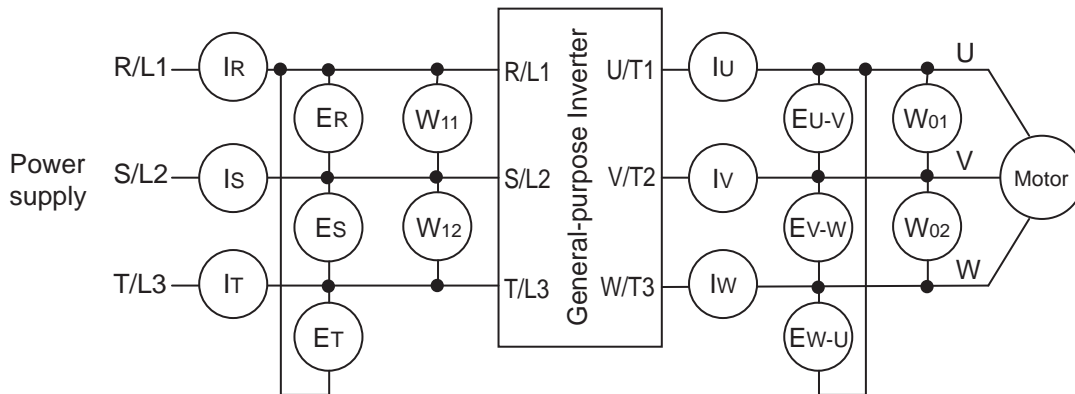 R/L1 IR R/L1 U/T1 IU U
ER W11 EU-V W01
Power supply
S/L2 IS S/L2 V/T2 IV V
General-purpose Inverter
Motor
ES W12 EV-W W02
T/L3 IT T/L3 W/T3 IW W
ET EW-U